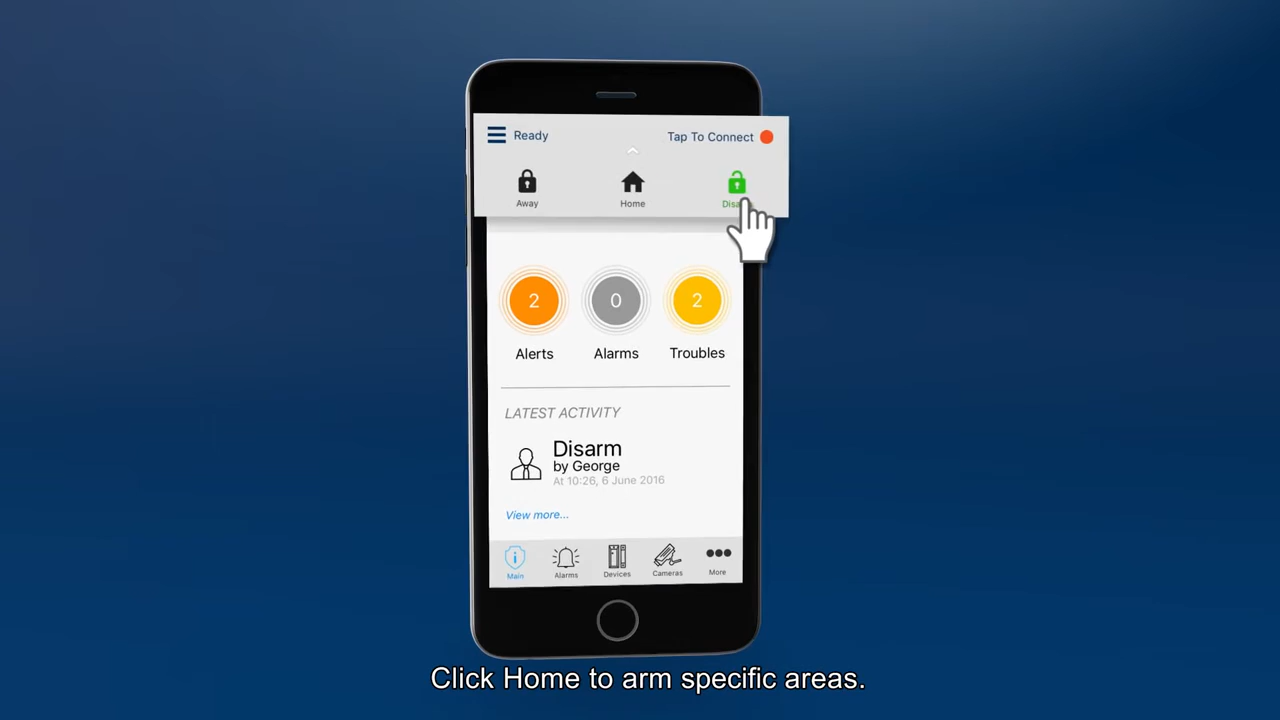 Ready
Tap To Connect
Away
Home
2
0
2
Alerts
Alarms
Troubles
LATEST ACTIVITY
Disarm
by George
At 10:26, 6 June 2016
View more...
Main
Alarms
Devices
Cameras
More
Click Home to arm specific areas.